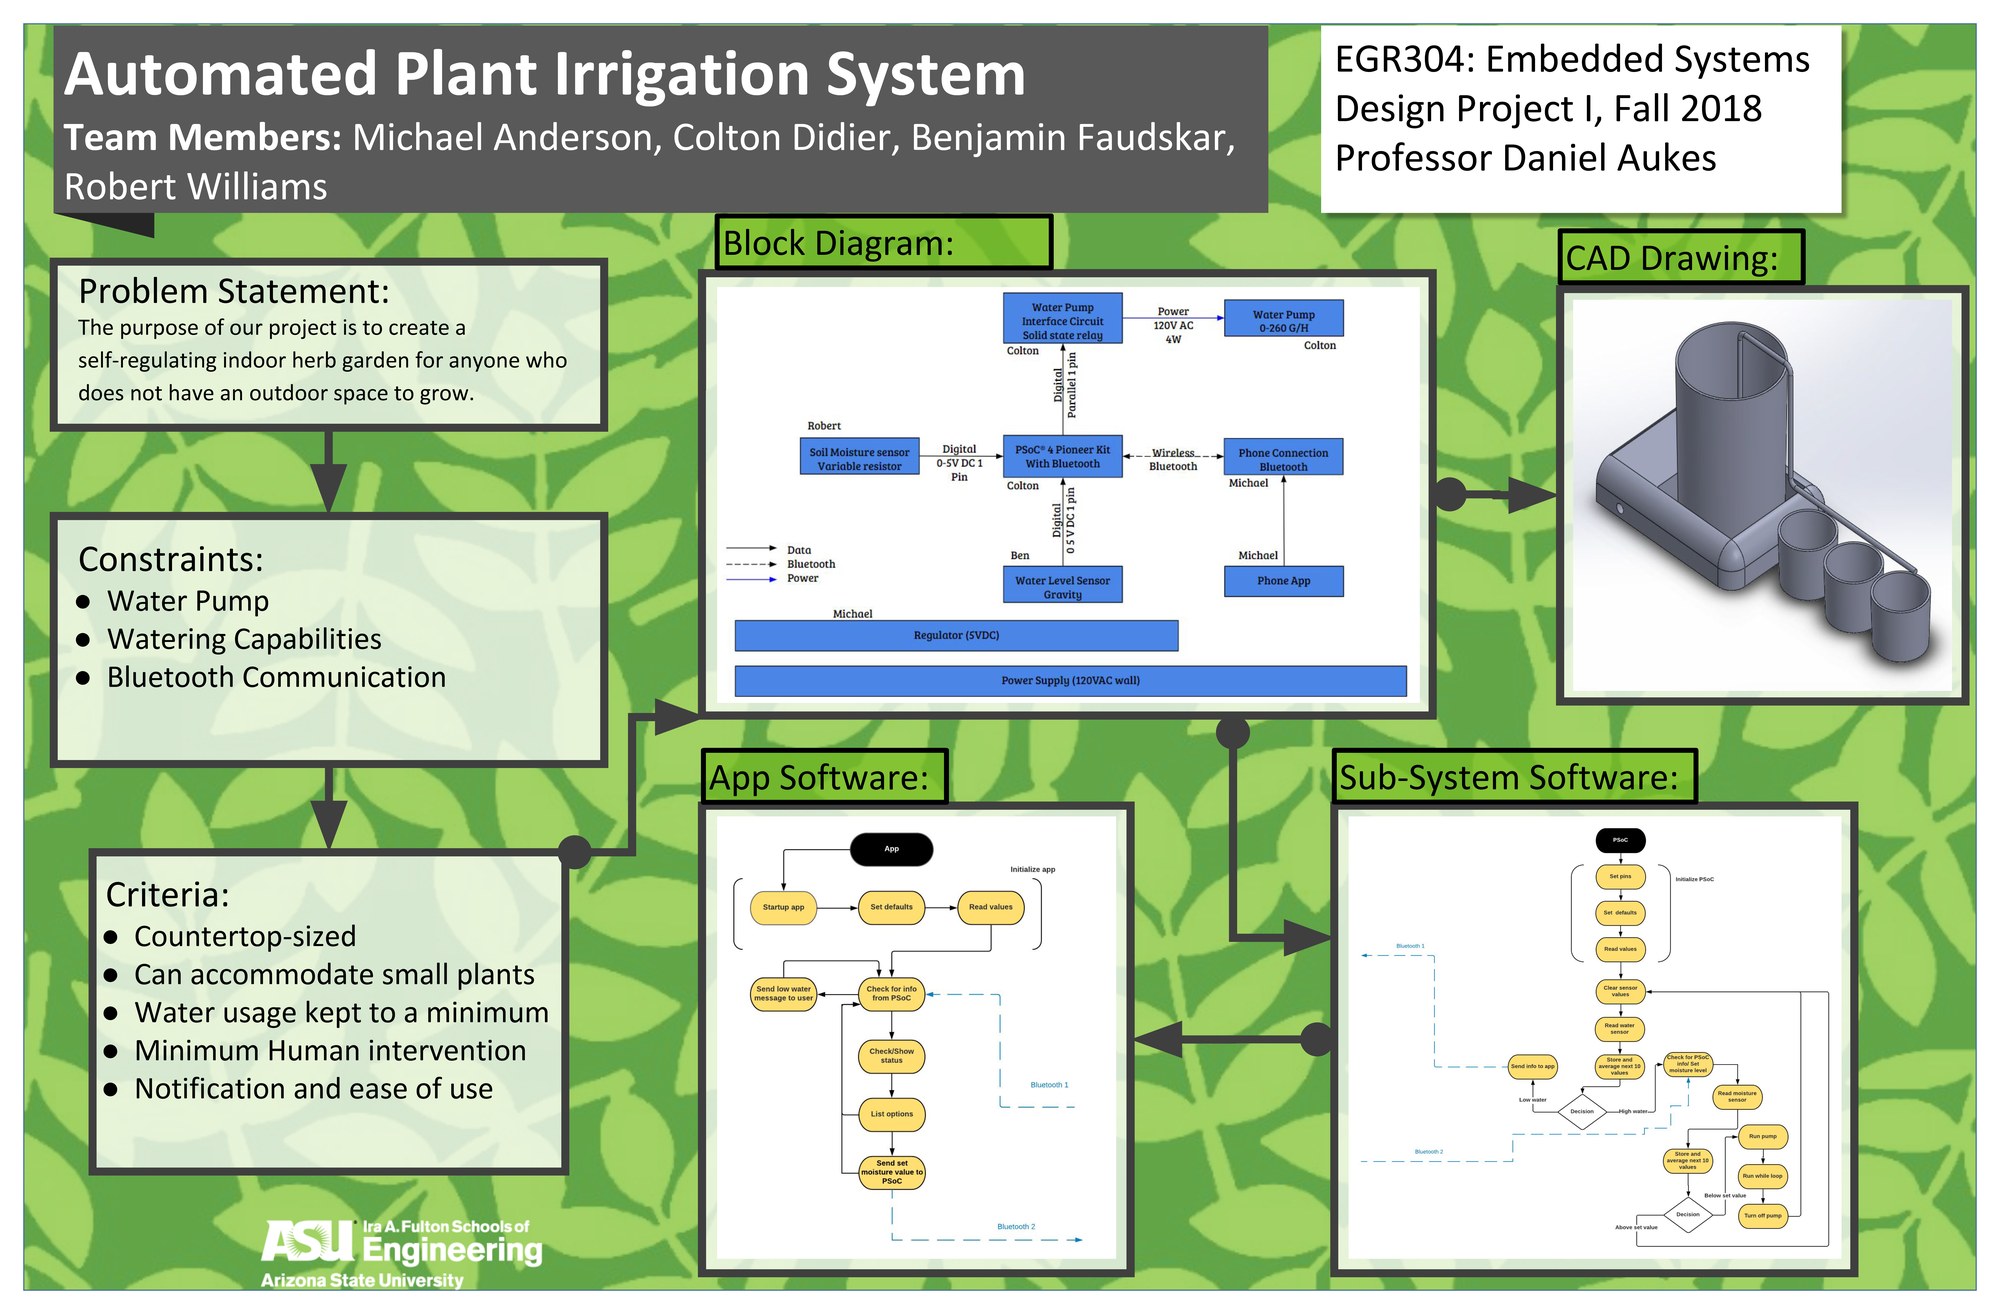 Automated Plant Irrigation System
Team Members: Michael Anderson, Colton Didier, Benjamin Faudskar,
Robert Williams
EGR304: Embedded Systems
Design Project I, Fall 2018
Professor Daniel Aukes
Problem Statement:
The purpose of our project is to create a
self-regulating indoor herb garden for anyone who
does not have an outdoor space to grow.
Constraints:
● Water Pump
● Watering Capabilities
● Bluetooth Communication
Criteria:
● Countertop-sized
● Can accommodate small plants
● Water usage kept to a minimum
● Minimum Human intervention
● Notification and ease of use
ASU Ira A. Fulton Schools of
Engineering
Arizona State University
Block Diagram:
Water Pump
Interface Circuit
Solid state relay
Colton
Power
120V AC
4W
Water Pump
0-260 G/H
Colton
Digital
Parallel 1 pin
Robert
Soil Moisture sensor
Variable resistor
Digital
0-5V DC 1
Pin
PSoC® 4 Pioneer Kit
With Bluetooth
Colton
Wireless
Bluetooth
Phone Connection
Bluetooth
Michael
Digital
0 5 V DC 1 pin
Ben
Water Level Sensor
Gravity
Michael
Phone App
Data
Bluetooth
Power
Michael
Regulator (5VDC)
Power Supply (120VAC wall)
CAD Drawing:
App Software:
App
Initialize app
Startup app
Set defaults
Read values
Send low water
message to user
Check for info
from PSoC
Check/Show
status
Bluetooth 1
List options
Send set
moisture value to
PSoC
Bluetooth 2
Sub-System Software:
PSoC
Set pins
Initialize PSoC
Set defaults
Read values
Bluetooth 1
Clear sensor
values
Read water
sensor
Send info to app
Store and
average next 10
values
Check for PSoC
info/ Set
moisture level
Low water
Decision
High water
Read moisture
sensor
Bluetooth 2
Run pump
Store and
average next 10
values
Run while loop
Below set value
Decision
Turn off pump
Above set value